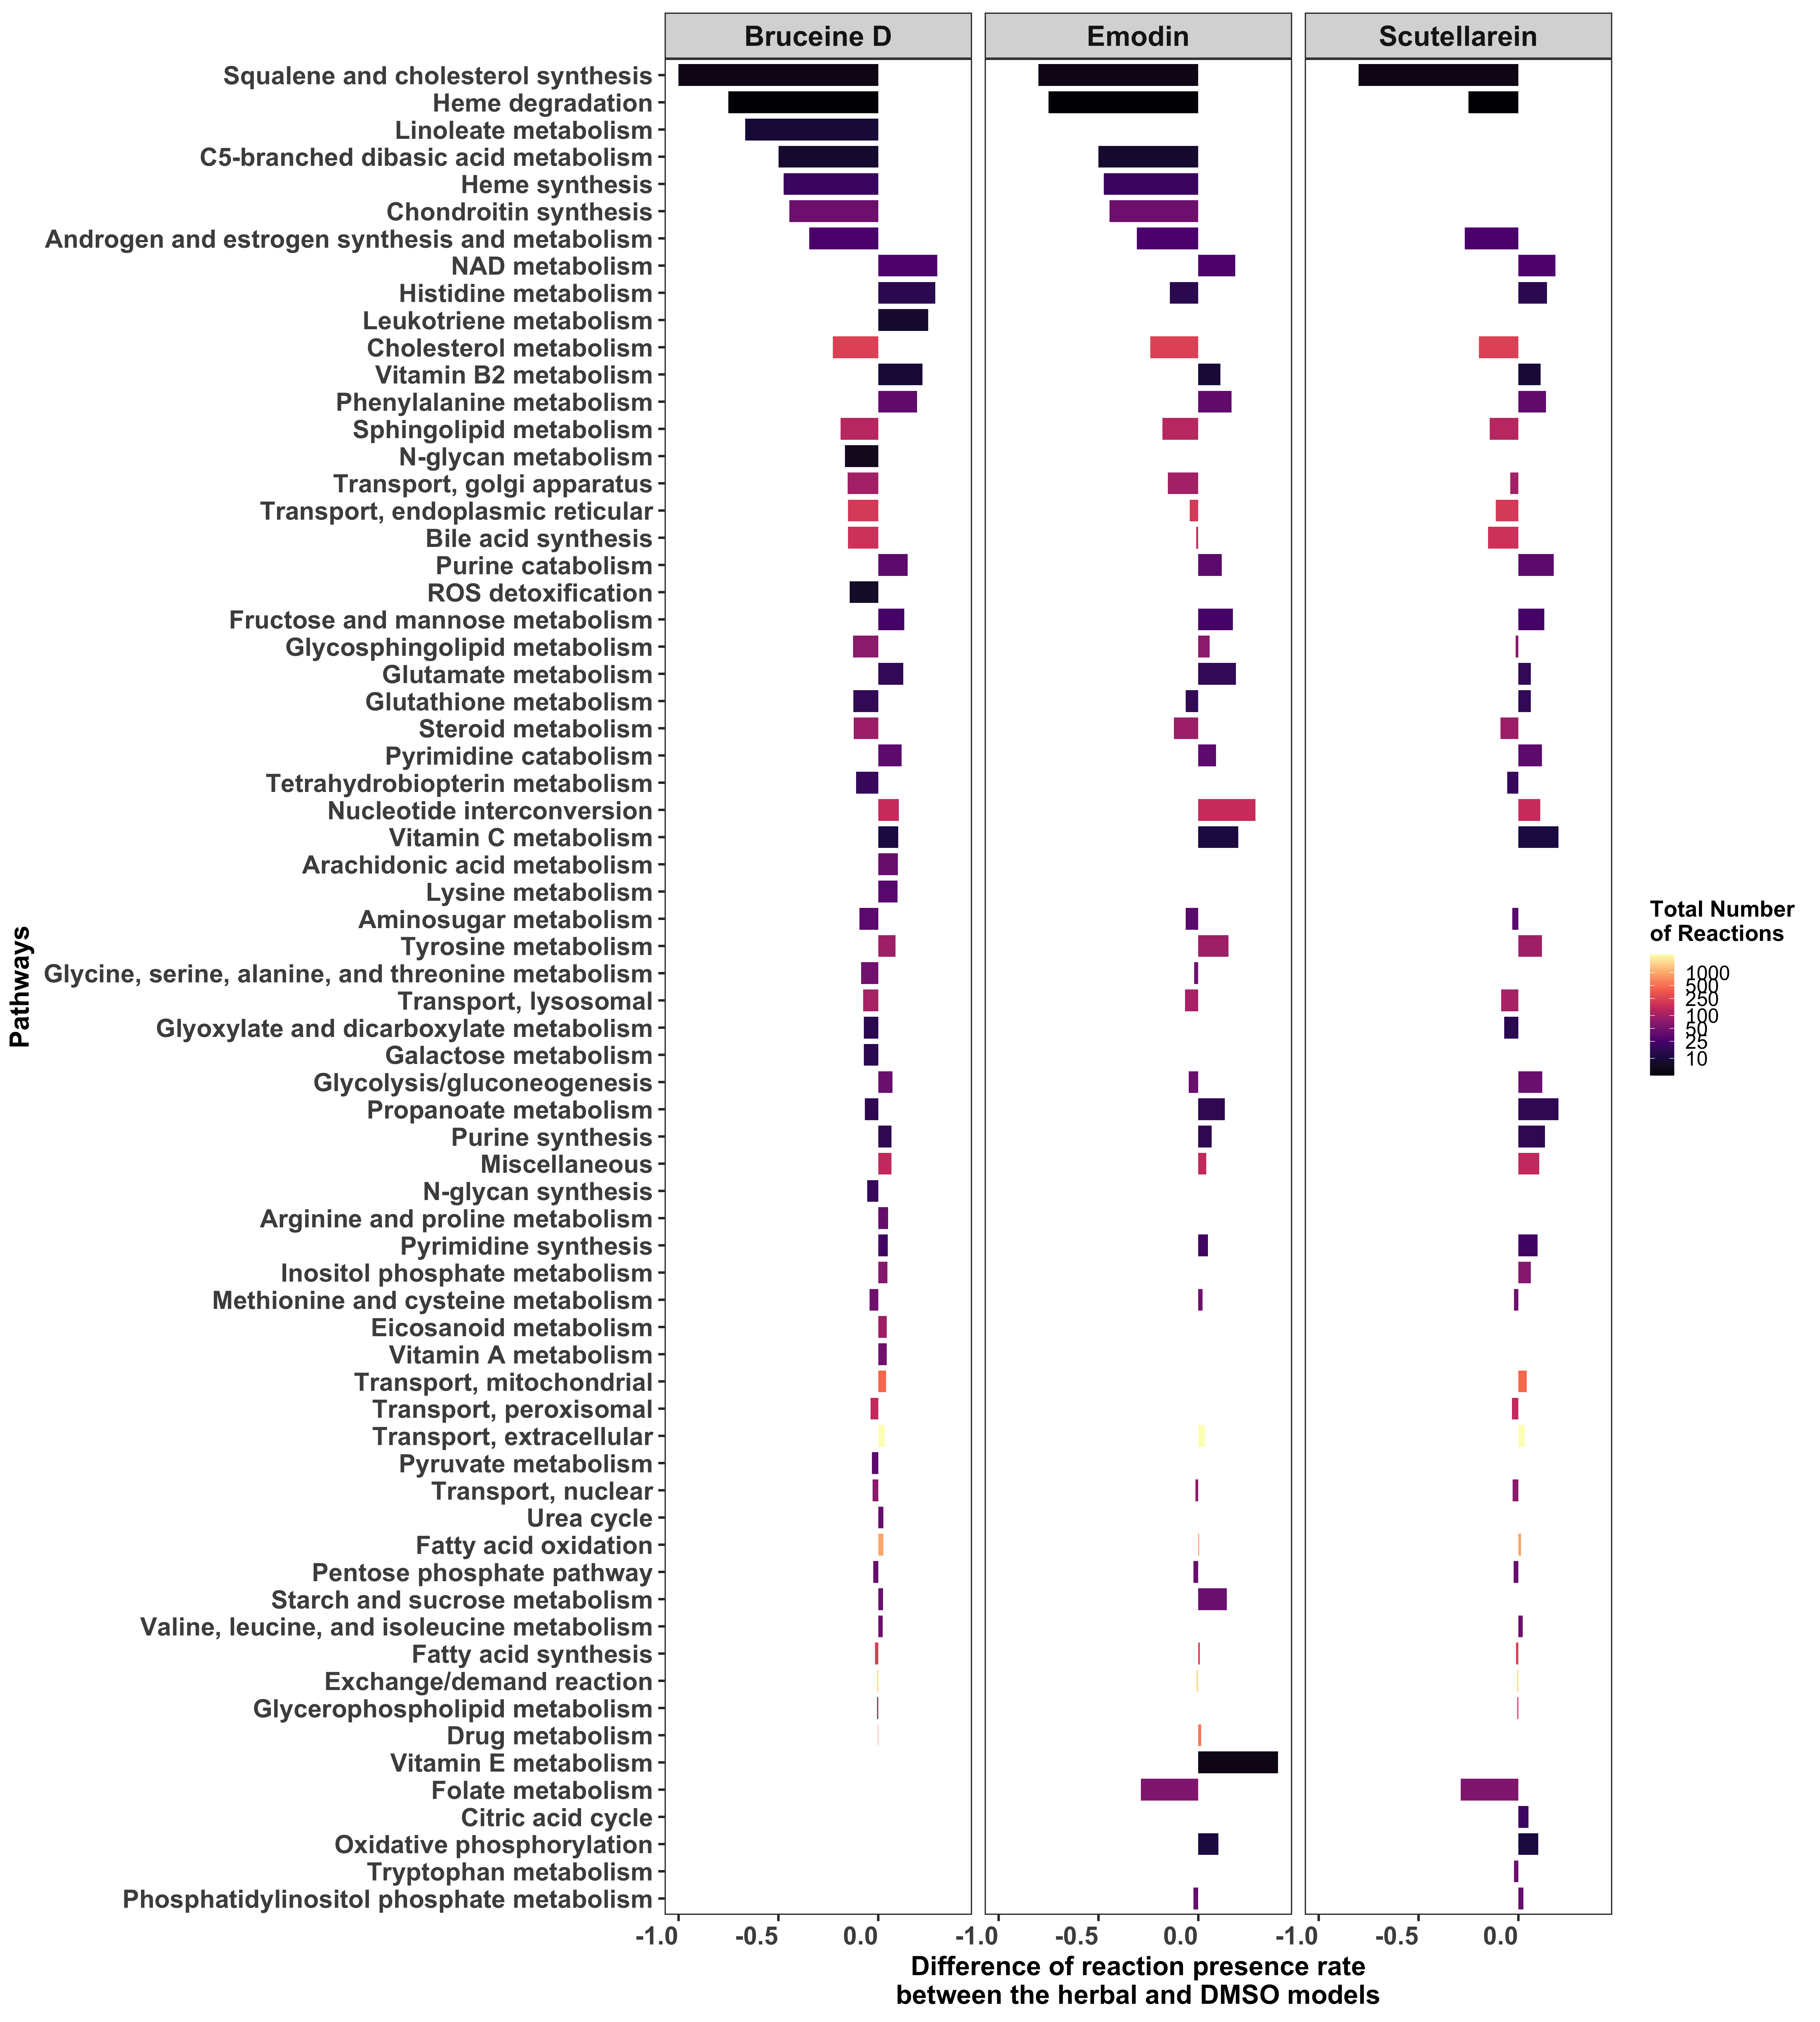 Bruceine D
Emodin
Scutellarein
Squalene and cholesterol synthesis
Heme degradation
Linoleate metabolism
C5-branched dibasic acid metabolism
Heme synthesis
Chondroitin synthesis
Androgen and estrogen synthesis and metabolism
NAD metabolism
Histidine metabolism
Leukotriene metabolism
Cholesterol metabolism
Vitamin B2 metabolism
Phenylalanine metabolism
Sphingolipid metabolism
N-glycan metabolism
Transport, golgi apparatus
Transport, endoplasmic reticular
Bile acid synthesis
Purine catabolism
ROS detoxification
Fructose and mannose metabolism
Glycosphingolipid metabolism
Glutamate metabolism
Glutathione metabolism
Steroid metabolism
Pyrimidine catabolism
Tetrahydrobiopterin metabolism
Nucleotide interconversion
Vitamin C metabolism
Arachidonic acid metabolism
Lysine metabolism
Aminosugar metabolism
Tyrosine metabolism
Glycine, serine, alanine, and threonine metabolism
Transport, lysosomal
Glyoxylate and dicarboxylate metabolism
Galactose metabolism
Glycolysis/gluconeogenesis
Propanoate metabolism
Purine synthesis
Miscellaneous
N-glycan synthesis
Arginine and proline metabolism
Pyrimidine synthesis
Inositol phosphate metabolism
Methionine and cysteine metabolism
Eicosanoid metabolism
Vitamin A metabolism
Transport, mitochondrial
Transport, peroxisomal
Transport, extracellular
Pyruvate metabolism
Transport, nuclear
Urea cycle
Fatty acid oxidation
Pentose phosphate pathway
Starch and sucrose metabolism
Valine, leucine, and isoleucine metabolism
Fatty acid synthesis
Exchange/demand reaction
Glycerophospholipid metabolism
Drug metabolism
Vitamin E metabolism
Folate metabolism
Citric acid cycle
Oxidative phosphorylation
Tryptophan metabolism
Phosphatidylinositol phosphate metabolism
Pathways
-1.0 -0.5 0.0
-1.0 -0.5 0.0
-1.0 -0.5 0.0
Difference of reaction presence rate
between the herbal and DMSO models
Total Number
of Reactions
1000
500
250
100
50
25
10